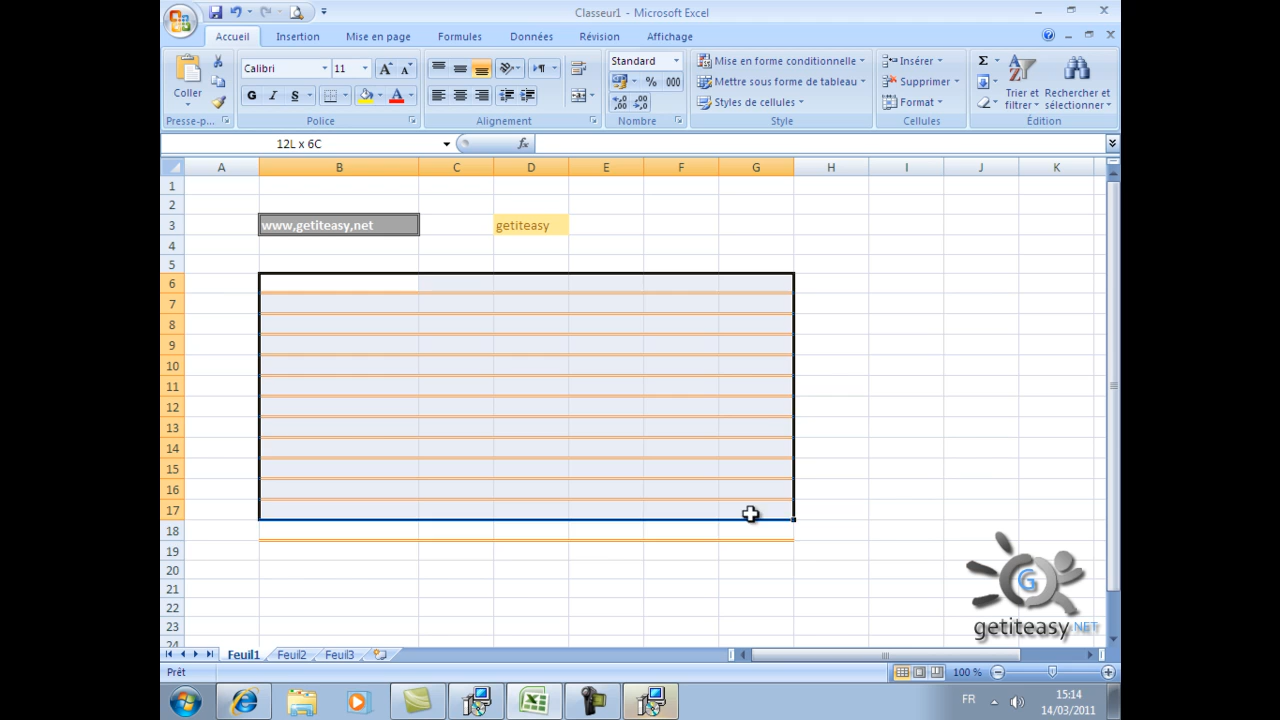 Classeur1 - Microsoft Excel
Accueil Insertion Mise en page Formules Données Révision Affichage
Coller
Calibri 11
G I S
Standard
% 000
Mise en forme conditionnelle
Mettre sous forme de tableau
Styles de cellules
Insérer
Supprimer
Format
Σ
Trier et filtrer
Rechercher et sélectionner
Presse-p... Police Alignement Nombre Style Cellules Édition
12L x 6C fx
A B C D E F G H I J K
1
2
3 www,getiteasy,net getiteasy
4
5
6
7
8
9
10
11
12
13
14
15
16
17
18
19
20
21
22
23
24
G
getiteasy.NET
Feuil1 Feuil2 Feuil3
Prêt 100 %
FR 15:14
14/03/2011